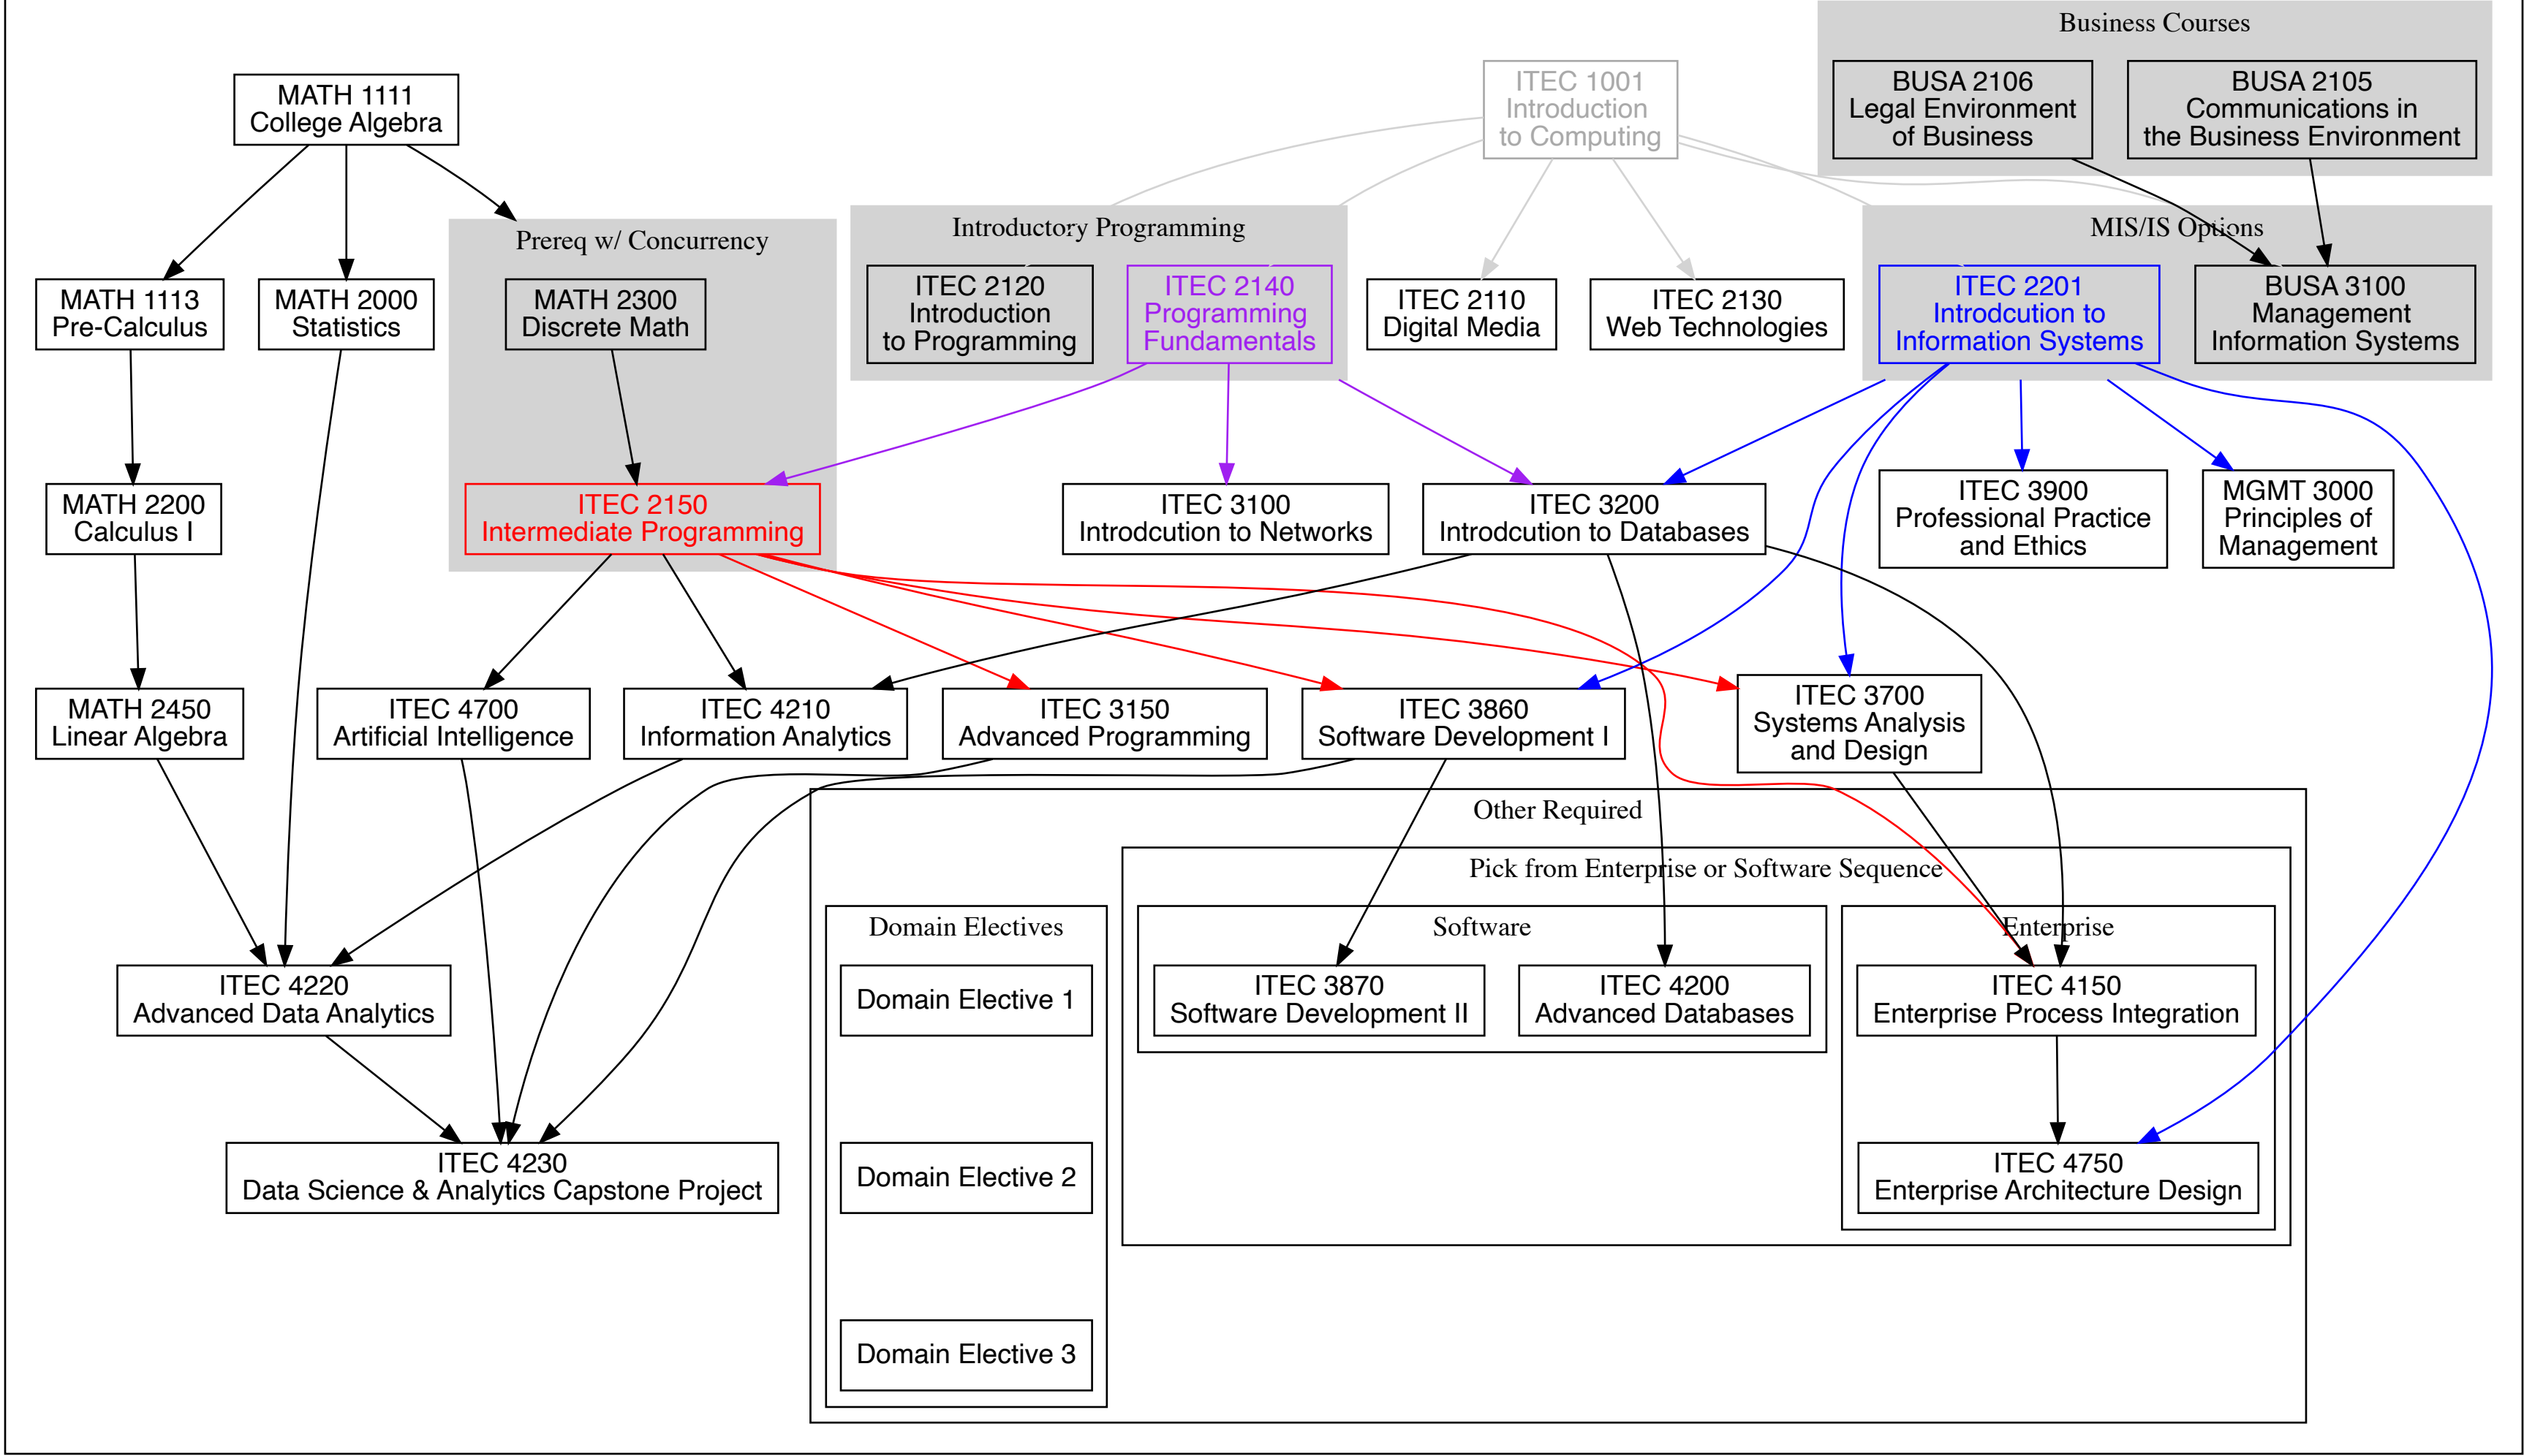 Business Courses
MATH 1111
College Algebra
ITEC 1001
Introduction
to Computing
BUSA 2106
Legal Environment
of Business
BUSA 2105
Communications in
the Business Environment
Prereq w/ Concurrency
Introductory Programming
MIS/IS Options
MATH 1113
Pre-Calculus
MATH 2000
Statistics
MATH 2300
Discrete Math
ITEC 2120
Introduction
to Programming
ITEC 2140
Programming
Fundamentals
ITEC 2110
Digital Media
ITEC 2130
Web Technologies
ITEC 2201
Introdcution to
Information Systems
BUSA 3100
Management
Information Systems
MATH 2200
Calculus I
ITEC 2150
Intermediate Programming
ITEC 3100
Introdcution to Networks
ITEC 3200
Introdcution to Databases
ITEC 3900
Professional Practice
and Ethics
MGMT 3000
Principles of
Management
MATH 2450
Linear Algebra
ITEC 4700
Artificial Intelligence
ITEC 4210
Information Analytics
ITEC 3150
Advanced Programming
ITEC 3860
Software Development I
ITEC 3700
Systems Analysis
and Design
Other Required
Pick from Enterprise or Software Sequence
Domain Electives
Software
Enterprise
ITEC 4220
Advanced Data Analytics
Domain Elective 1
ITEC 3870
Software Development II
ITEC 4200
Advanced Databases
ITEC 4150
Enterprise Process Integration
ITEC 4230
Data Science & Analytics Capstone Project
Domain Elective 2
ITEC 4750
Enterprise Architecture Design
Domain Elective 3